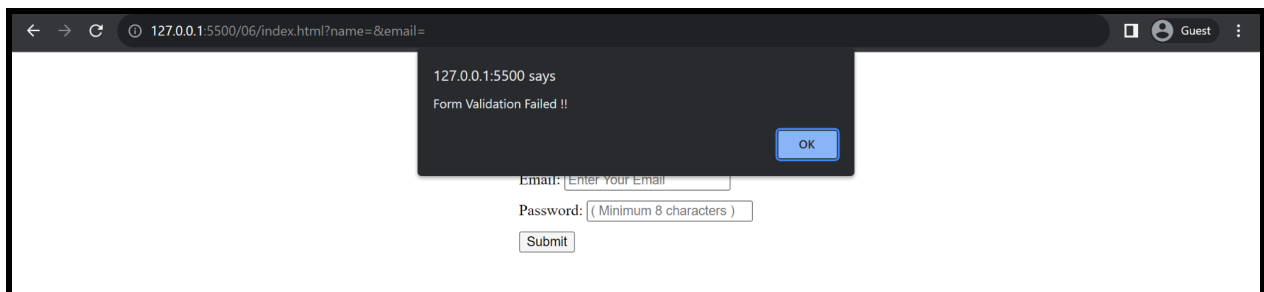 127.0.0.1:5500/06/index.html?name=&email=
Guest
127.0.0.1:5500 says
Form Validation Failed !!
OK
Email: Enter Your Email
Password: ( Minimum 8 characters )
Submit